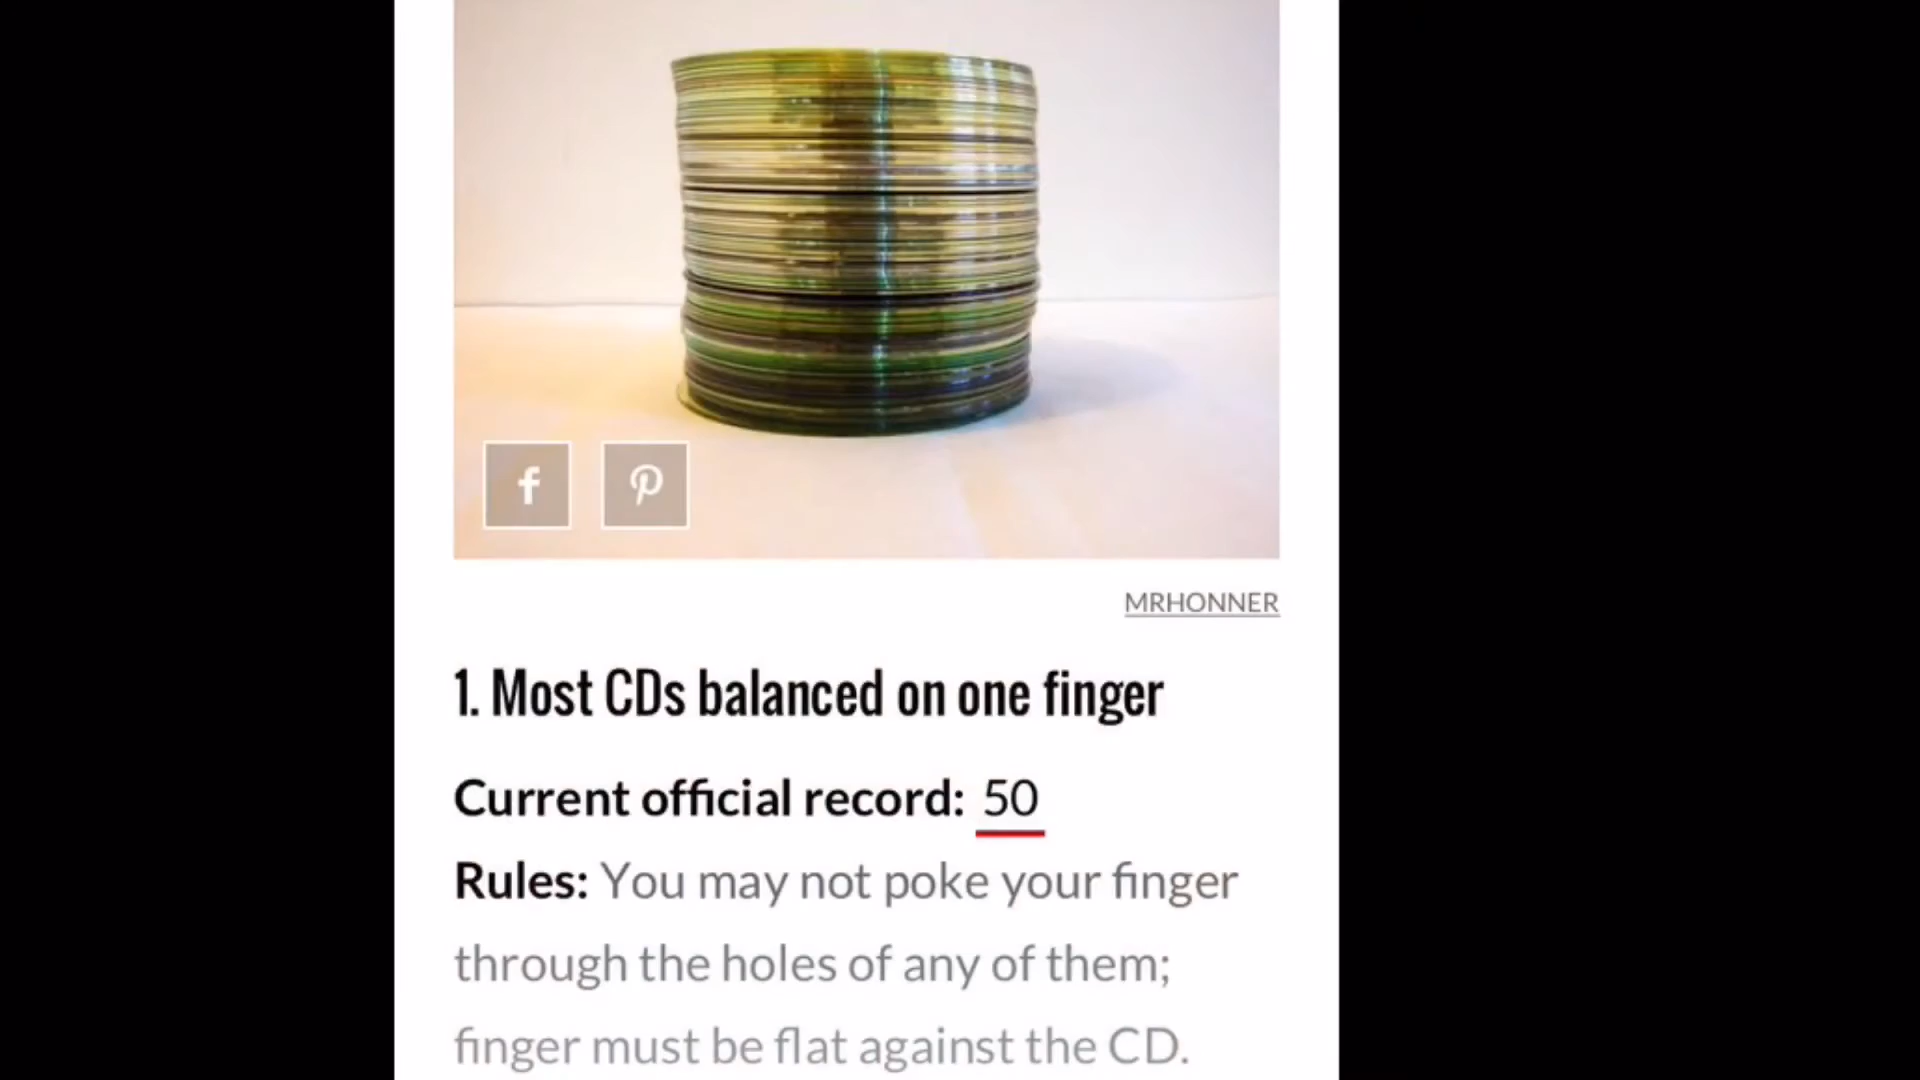 MRHONNER
1. Most CDs balanced on one finger
Current official record: 50
Rules: You may not poke your finger
through the holes of any of them;
finger must be flat against the CD.